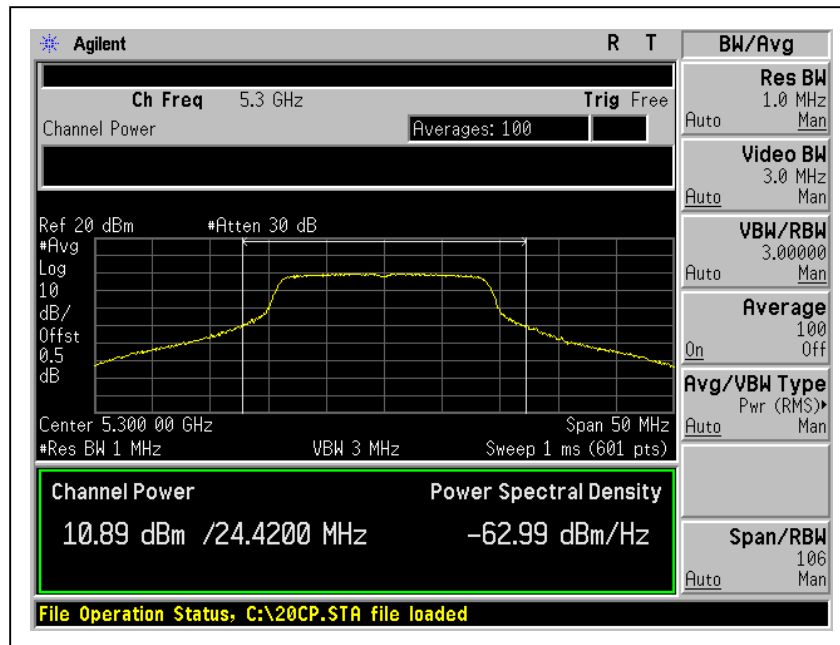 Agilent
R T
BW/Avg
Ch Freq 5.3 GHz
Trig Free
Channel Power
Averages: 100
Ref 20 dBm
#Atten 30 dB
#Avg
Log
10
dB/
Offst
0.5
dB
Center 5.300 00 GHz
Span 50 MHz
#Res BW 1 MHz
VBW 3 MHz
Sweep 1 ms (601 pts)
Channel Power
Power Spectral Density
10.89 dBm /24.4200 MHz
-62.99 dBm/Hz
File Operation Status, C:\20CP.STA file loaded
Res BW
1.0 MHz
Auto Man
Video BW
3.0 MHz
Auto Man
VBW/RBW
3.00000
Auto Man
Average
100
On Off
Avg/VBW Type
Pwr (RMS)▸
Auto Man
Span/RBW
106
Auto Man